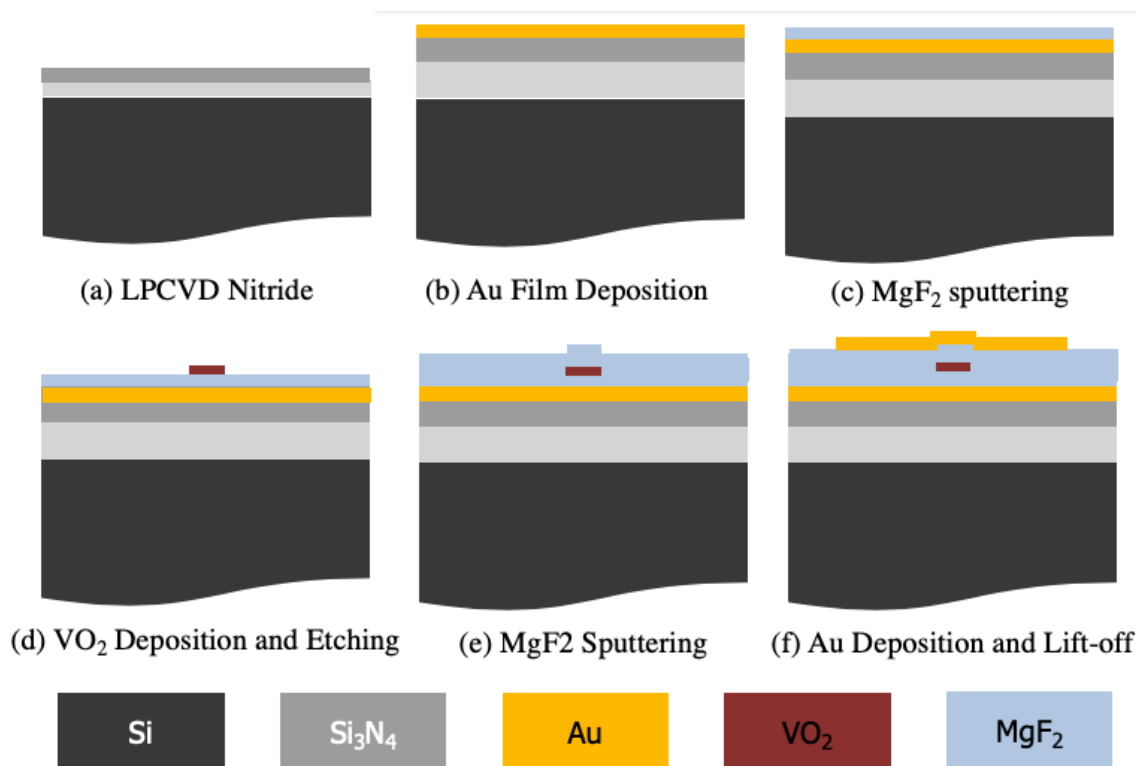 (a) LPCVD Nitride
(b) Au Film Deposition
(c) MgF₂ sputtering
(d) VO₂ Deposition and Etching
(e) MgF2 Sputtering
(f) Au Deposition and Lift-off
Si
Si₃N₄
Au
VO₂
MgF₂